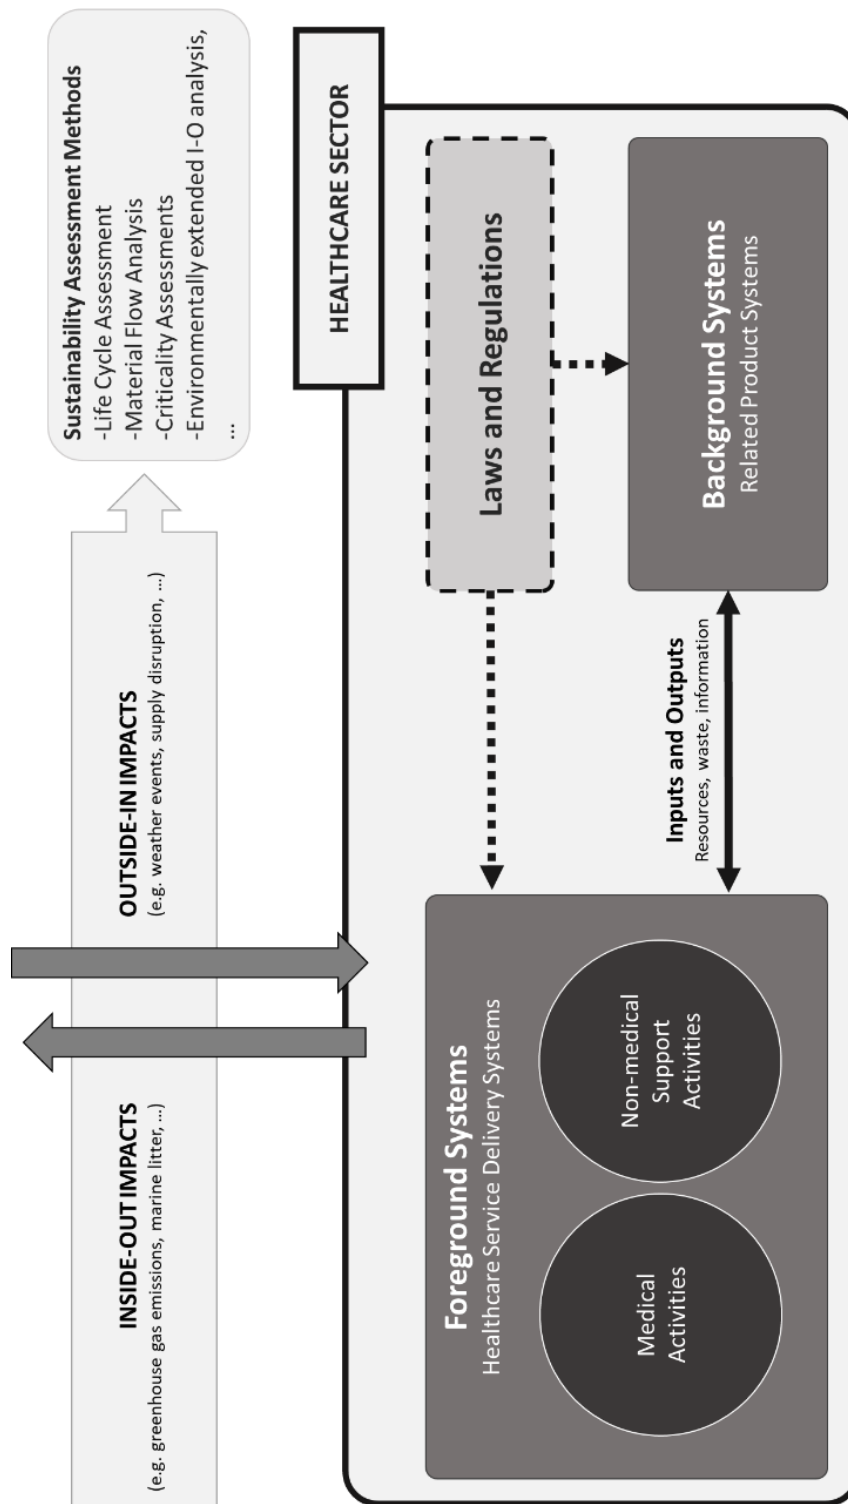 INSIDE-OUT IMPACTS
(e.g. greenhouse gas emissions, marine litter, ...)
OUTSIDE-IN IMPACTS
(e.g. weather events, supply disruption, ...)
Sustainability Assessment Methods
-Life Cycle Assessment
-Material Flow Analysis
-Criticality Assessments
-Environmentally extended I-O analysis,
...
HEALTHCARE SECTOR
Foreground Systems
Healthcare Service Delivery Systems
Medical
Activities
Non-medical
Support
Activities
Laws and Regulations
Inputs and Outputs
Resources, waste, information
Background Systems
Related Product Systems